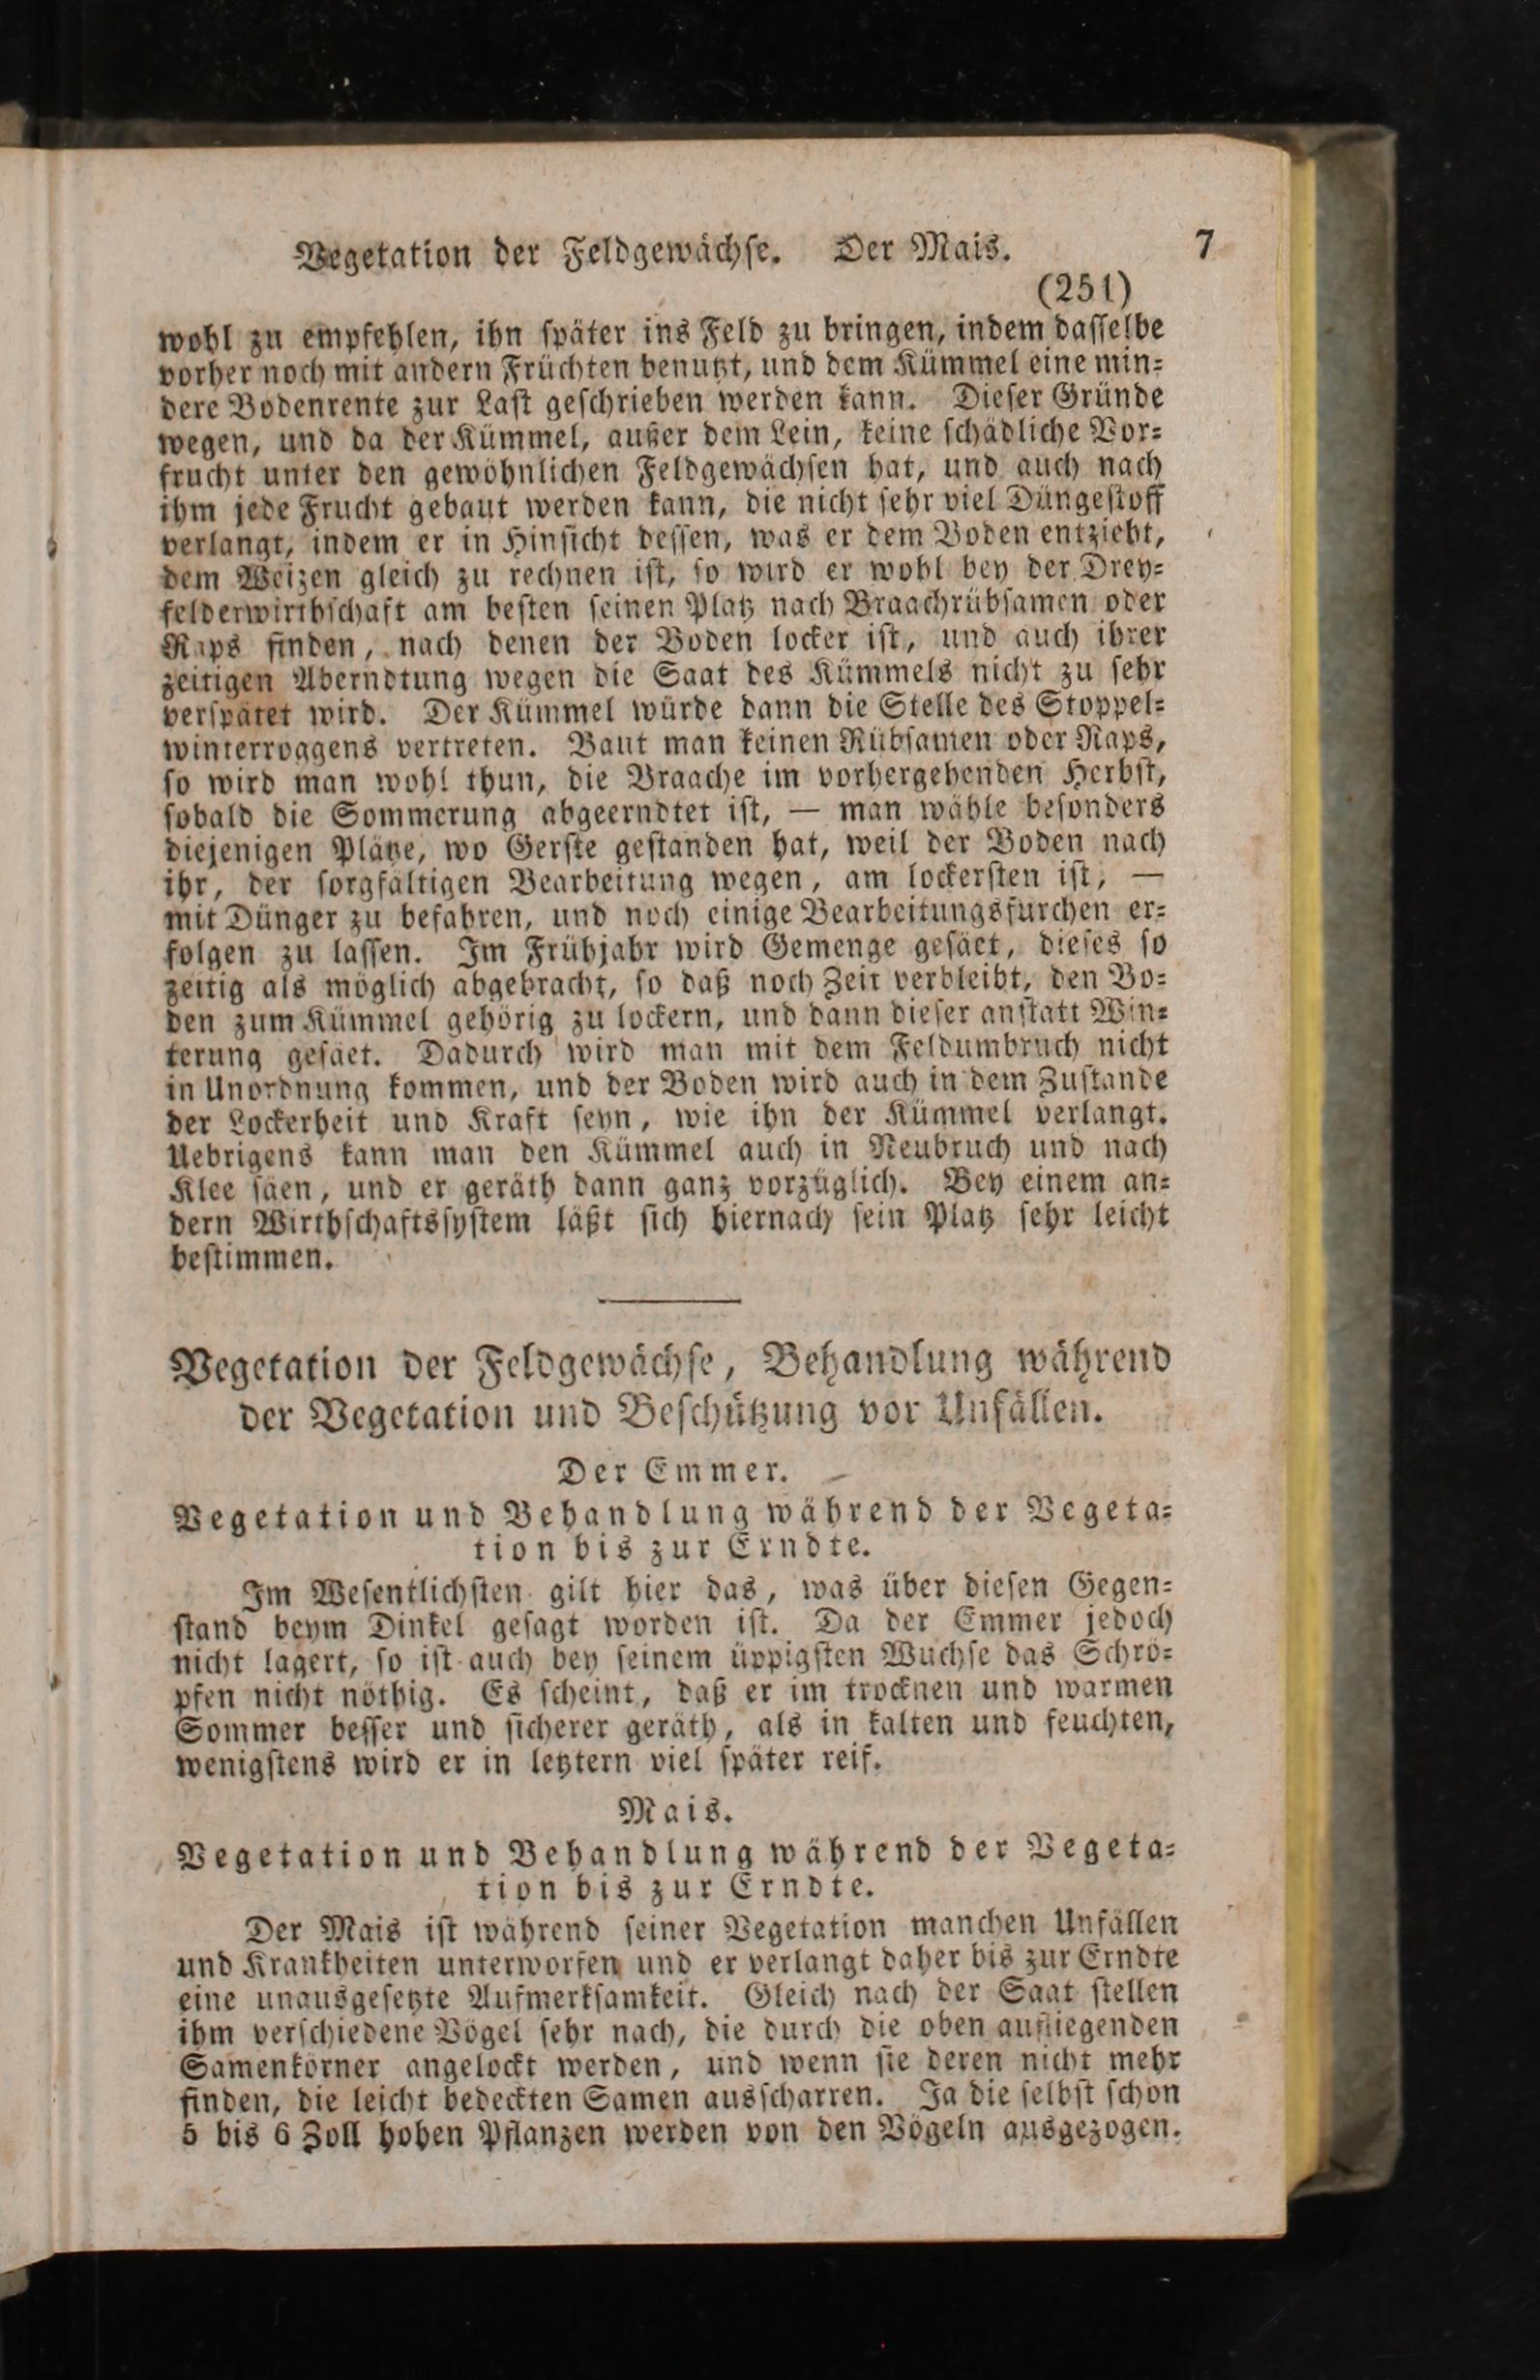 Vegetation der Feldgewächſe. Der Mais. 7
(251)
wohl zu empfehlen, ihn ſpäter ins Feld zu bringen, indem daſſelbe
vorher noch mit andern Früchten benutzt, und dem Kümmel eine min⸗
dere Bodenrente zur Laſt geſchrieben werden kann. Dieſer Gründe
wegen, und da der Kümmel, außer dem Lein, keine ſchädliche Vor⸗
frucht unter den gewöhnlichen Feldgewächſen hat, und auch nach
ihm jede Frucht gebaut werden kann, die nicht ſehr viel Düngeſtoff
verlangt, indem er in Hinſicht deſſen, was er dem Boden entzieht,
dem Weizen gleich zu rechnen iſt, ſo wird er wohl bey der Drey⸗
felderwirthſchaft am beſten ſeinen Platz nach Braachrübſamen oder
Raps finden, nach denen der Boden locker iſt, und auch ihrer
zeitigen Aberndtung wegen die Saat des Kümmels nicht zu ſehr
verſpätet wird. Der Kümmel würde dann die Stelle des Stoppel⸗
winterroggens vertreten. Baut man keinen Rübſamen oder Raps,
ſo wird man wohl thun, die Braache im vorhergehenden Herbſt,
ſobald die Sommerung abgeerndtet iſt, — man wähle beſonders
diejenigen Plätze, wo Gerſte geſtanden hat, weil der Boden nach
ihr, der ſorgfältigen Bearbeitung wegen, am lockerſten iſt, —
mit Dünger zu befahren, und noch einige Bearbeitungsfurchen er⸗
folgen zu laſſen. Im Frühjahr wird Gemenge geſäet, dieſes ſo
zeitig als möglich abgebracht, ſo daß noch Zeit verbleibt, den Bo⸗
den zum Kümmel gehörig zu lockern, und dann dieſer anſtatt Win⸗
terung geſäet. Dadurch wird man mit dem Feldumbruch nicht
in Unordnung kommen, und der Boden wird auch in dem Zuſtande
der Lockerheit und Kraft ſeyn, wie ihn der Kümmel verlangt.
Uebrigens kann man den Kümmel auch in Neubruch und nach
Klee ſäen, und er geräth dann ganz vorzüglich. Bey einem an⸗
dern Wirthſchaftsſyſtem läßt ſich hiernach ſein Platz ſehr leicht
beſtimmen.
Vegetation der Feldgewächſe, Behandlung während
der Vegetation und Beſchützung vor Unfällen.
Der Emmer.
Vegetation und Behandlung während der Vegeta⸗
tion bis zur Erndte.
Im Weſentlichſten gilt hier das, was über dieſen Gegen⸗
ſtand beym Dinkel geſagt worden iſt. Da der Emmer jedoch
nicht lagert, ſo iſt auch bey ſeinem üppigſten Wuchſe das Schrö⸗
pfen nicht nöthig. Es ſcheint, daß er im trocknen und warmen
Sommer beſſer und ſicherer geräth, als in kalten und feuchten,
wenigſtens wird er in letztern viel ſpäter reif.
Mais.
Vegetation und Behandlung während der Vegeta⸗
tion bis zur Erndte.
Der Mais iſt während ſeiner Vegetation manchen Unfällen
und Krankheiten unterworfen und er verlangt daher bis zur Erndte
eine unausgeſetzte Aufmerkſamkeit. Gleich nach der Saat ſtellen
ihm verſchiedene Vögel ſehr nach, die durch die oben aufliegenden
Samenkörner angelockt werden, und wenn ſie deren nicht mehr
finden, die leicht bedeckten Samen ausſcharren. Ja die ſelbſt ſchon
5 bis 6 Zoll hohen Pflanzen werden von den Vögeln ausgezogen.